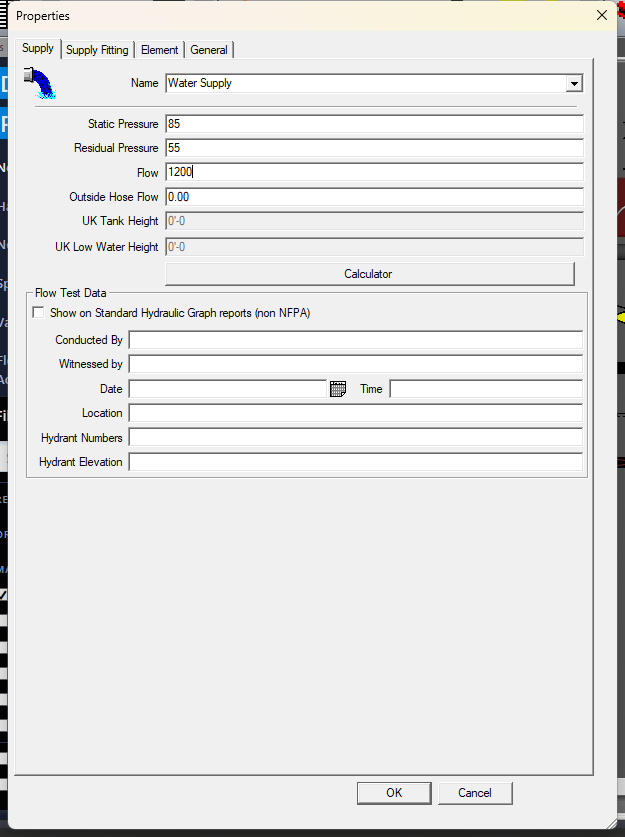 Properties
Supply Supply Fitting Element General
Name Water Supply
Static Pressure 85
Residual Pressure 55
Flow 1200
Outside Hose Flow 0.00
UK Tank Height 0'-0
UK Low Water Height 0'-0
Calculator
Flow Test Data
Show on Standard Hydraulic Graph reports (non NFPA)
Conducted By
Witnessed by
Date Time
Location
Hydrant Numbers
Hydrant Elevation
OK Cancel